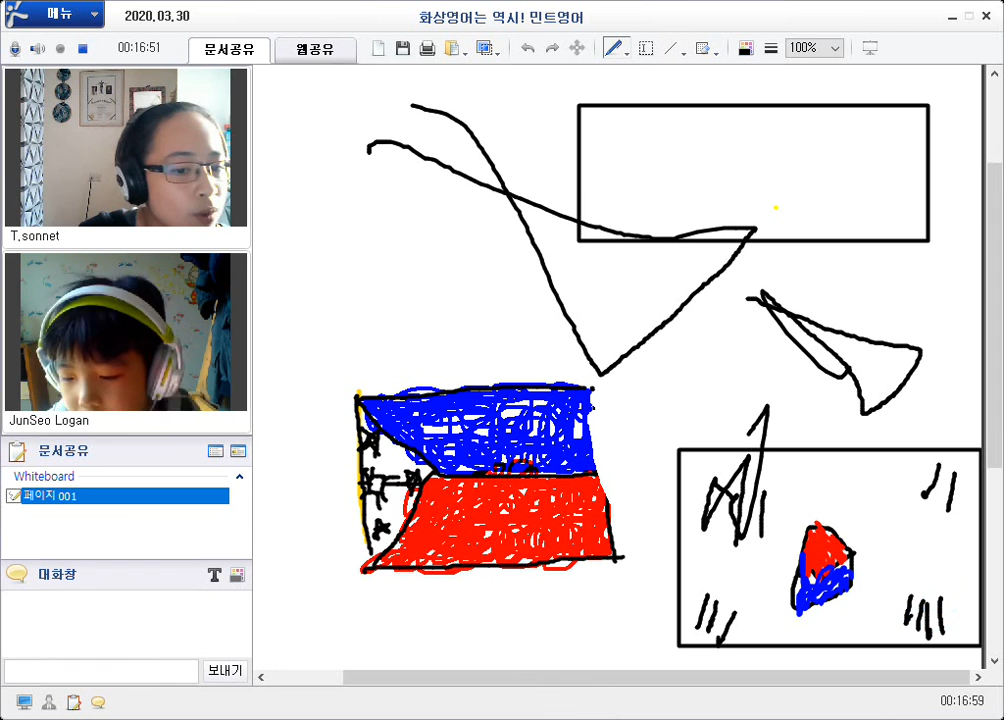 메뉴
2020.03.30
화상영어는 역시! 민트영어
00:16:51
문서공유
웹공유
100%
T.sonnet
JunSeo Logan
문서공유
Whiteboard
페이지 001
대화창
T
보내기
00:16:59